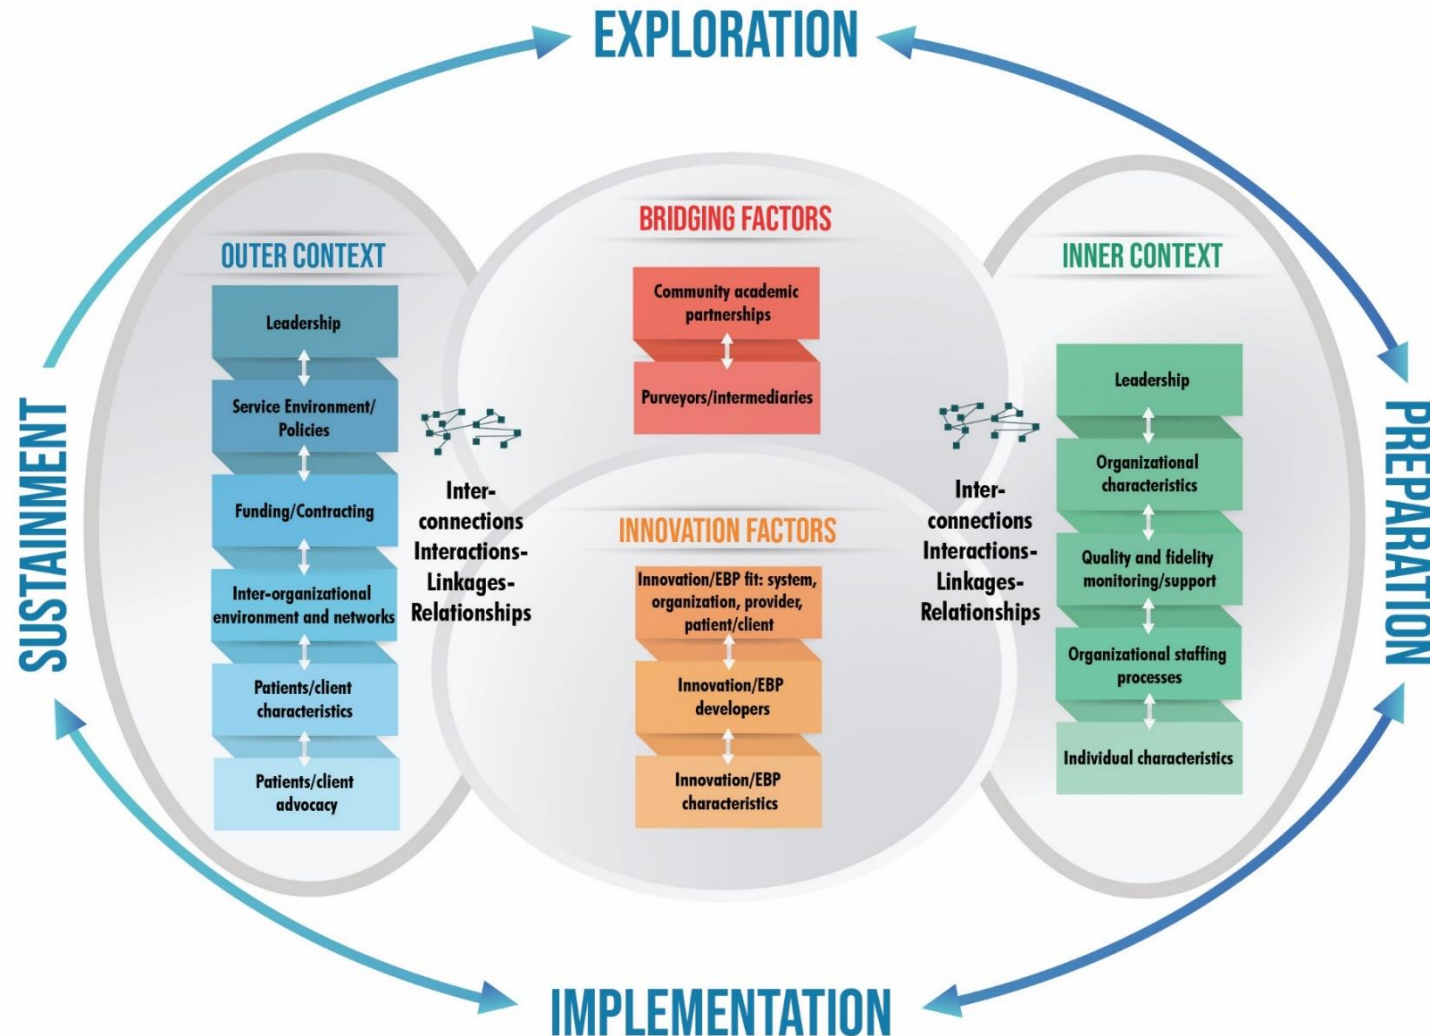 EXPLORATION
BRIDGING FACTORS
Community academic
partnerships
Purveyors/intermediaries
OUTER CONTEXT
Leadership
Service Environment/
Policies
Funding/Contracting
Inter-organizational
environment and networks
Patients/client
characteristics
Patients/client
advocacy
Inter-
connections
Interactions-
Linkages-
Relationships
INNOVATION FACTORS
Innovation/EBP fit: system,
organization, provider,
patient/client
Innovation/EBP
developers
Innovation/EBP
characteristics
Inter-
connections
Interactions-
Linkages-
Relationships
INNER CONTEXT
Leadership
Organizational
characteristics
Quality and fidelity
monitoring/support
Organizational staffing
processes
Individual characteristics
SUSTAINMENT
PREPARATION
IMPLEMENTATION